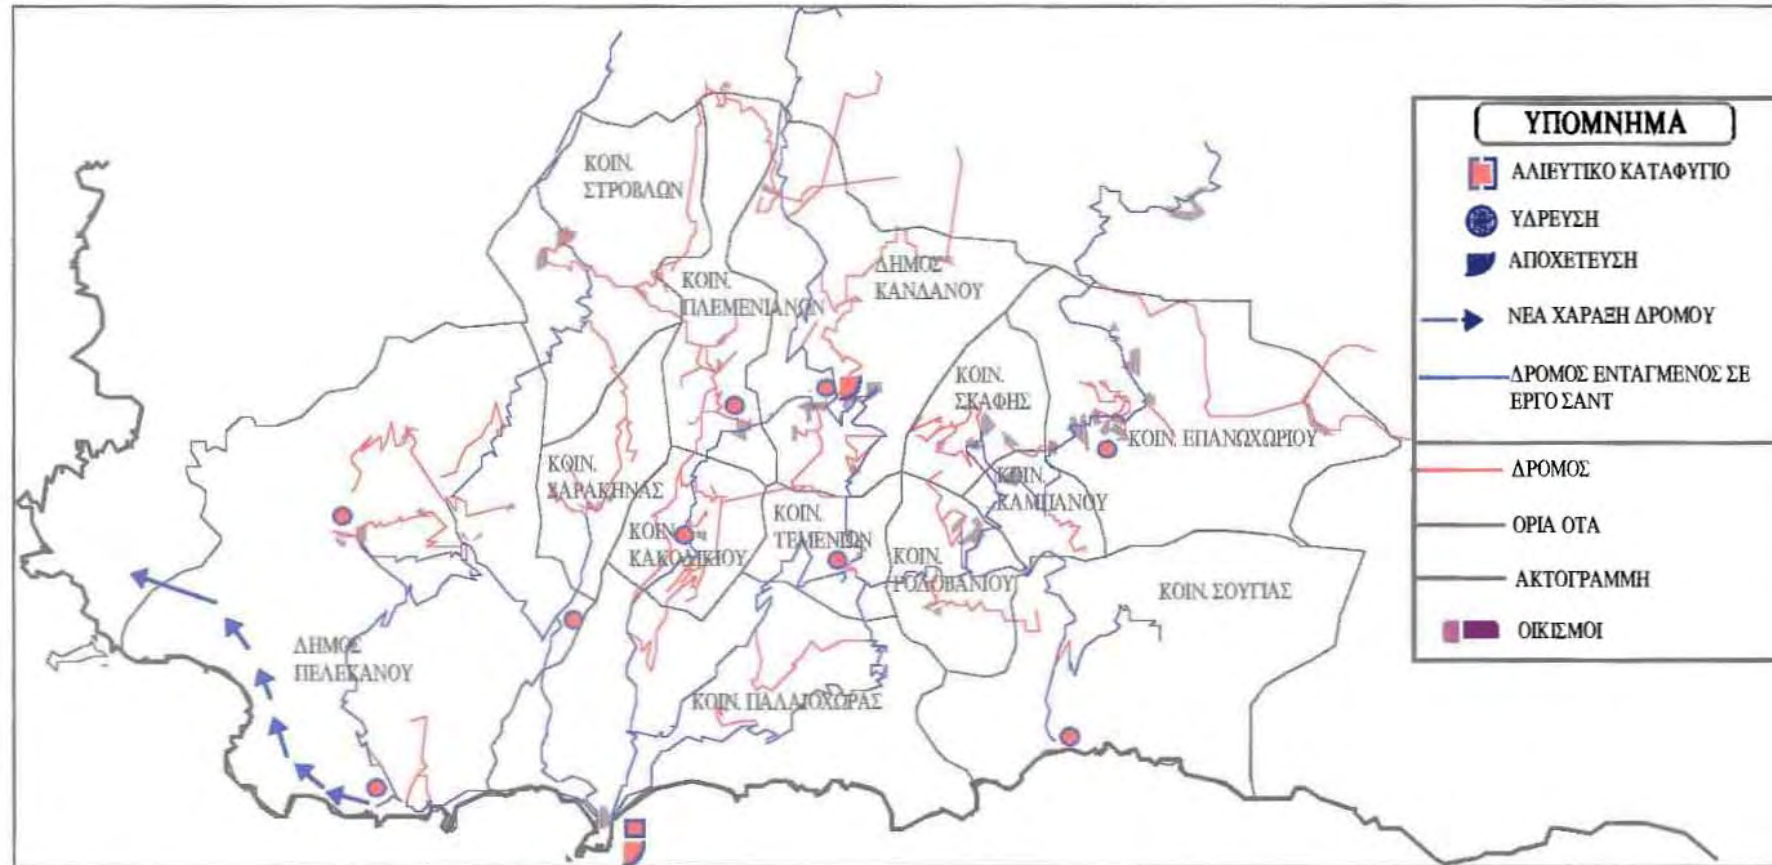 ΥΠΟΜΝΗΜΑ
ΑΛΙΕΥΤΙΚΟ ΚΑΤΑΦΥΓΙΟ
ΥΔΡΕΥΣΗ
ΑΠΟΧΕΤΕΥΣΗ
ΝΕΑ ΧΑΡΑΞΗ ΔΡΟΜΟΥ
ΔΡΟΜΟΣ ΕΝΤΑΓΜΕΝΟΣ ΣΕ
ΕΡΓΟ ΣΑΝΤ
ΔΡΟΜΟΣ
ΟΡΙΑ ΟΤΑ
ΑΚΤΟΓΡΑΜΜΗ
ΟΙΚΙΣΜΟΙ
ΚΟΙΝ.
ΣΤΡΟΒΛΩΝ
ΚΟΙΝ.
ΠΛΕΜΕΝΙΑΝΩΝ
ΔΗΜΟΣ
ΚΑΝΔΑΝΟΥ
ΚΟΙΝ.
ΣΚΑΦΗΣ
ΚΟΙΝ. ΕΠΑΝΩΧΩΡΙΟΥ
ΚΟΙΝ.
ΣΑΡΑΚΗΝΑΣ
ΚΟΙΝ.
ΚΑΜΠΑΝΟΥ
ΚΟΙΝ.
ΚΑΚΟΔΙΚΙΟΥ
ΚΟΙΝ.
ΤΕΜΕΝΙΩΝ
ΚΟΙΝ.
ΡΟΔΟΒΑΝΙΟΥ
ΚΟΙΝ. ΣΟΥΓΙΑΣ
ΔΗΜΟΣ
ΠΕΛΕΚΑΝΟΥ
ΚΟΙΝ. ΠΑΛΑΙΟΧΩΡΑΣ